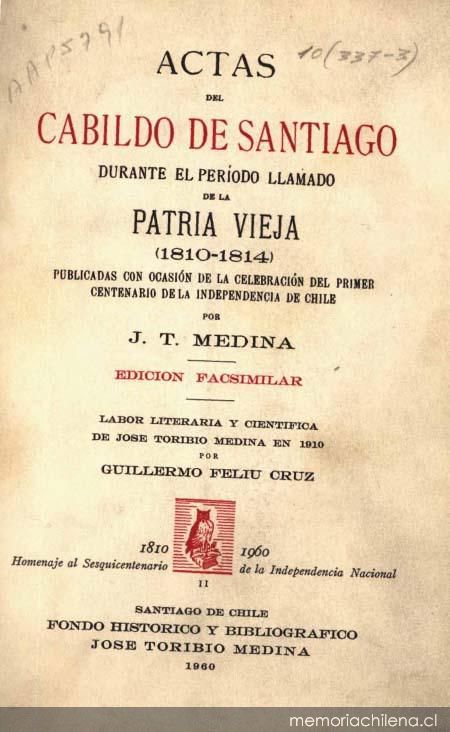 AAP5791
10(337-3)
ACTAS
DEL
CABILDO DE SANTIAGO
DURANTE EL PERÍODO LLAMADO
DE LA
PATRIA VIEJA
(1810-1814)
PUBLICADAS CON OCASIÓN DE LA CELEBRACIÓN DEL PRIMER
CENTENARIO DE LA INDEPENDENCIA DE CHILE
POR
J. T. MEDINA
EDICION FACSIMILAR
LABOR LITERARIA Y CIENTIFICA
DE JOSE TORIBIO MEDINA EN 1910
POR
GUILLERMO FELIU CRUZ
1810 1960
Homenaje al Sesquicentenario de la Independencia Nacional
II
SANTIAGO DE CHILE
FONDO HISTORICO Y BIBLIOGRAFICO
JOSE TORIBIO MEDINA
1960
memoriachilena.cl